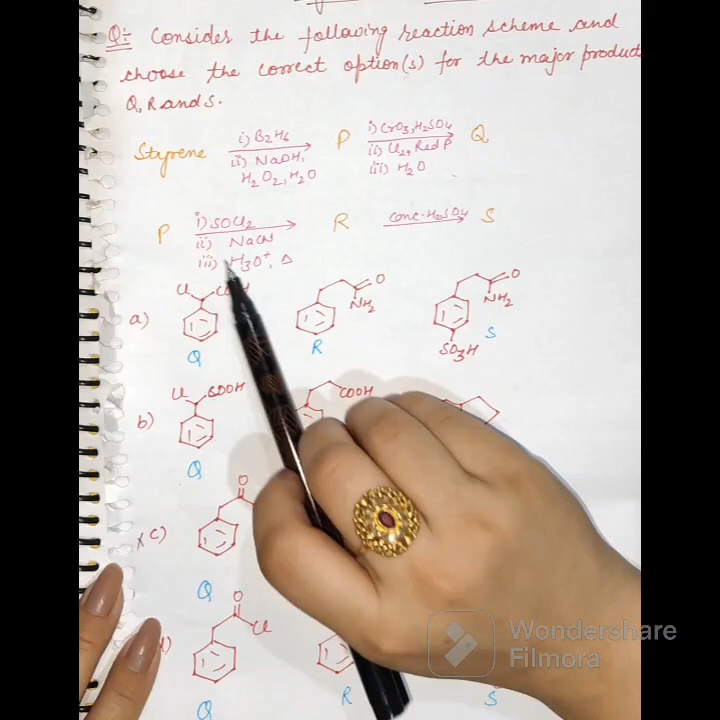 Q:- Consider the following reaction scheme and
choose the correct option(s) for the major product
Q, R and S.
Styrene i) B2H6 ii) NaOH, H2O2, H2O P i) CrO3, H2SO4 ii) Cl2, Red P iii) H2O Q
P i) SOCl2 ii) NaCN iii) H3O+, Δ R Conc. H2SO4 S
a) Cl COOH Q O NH2 R O NH2 SO3H S
b) Cl COOH Q COOH
x c) O Q
d) O Cl Q R S
Wondershare
Filmora